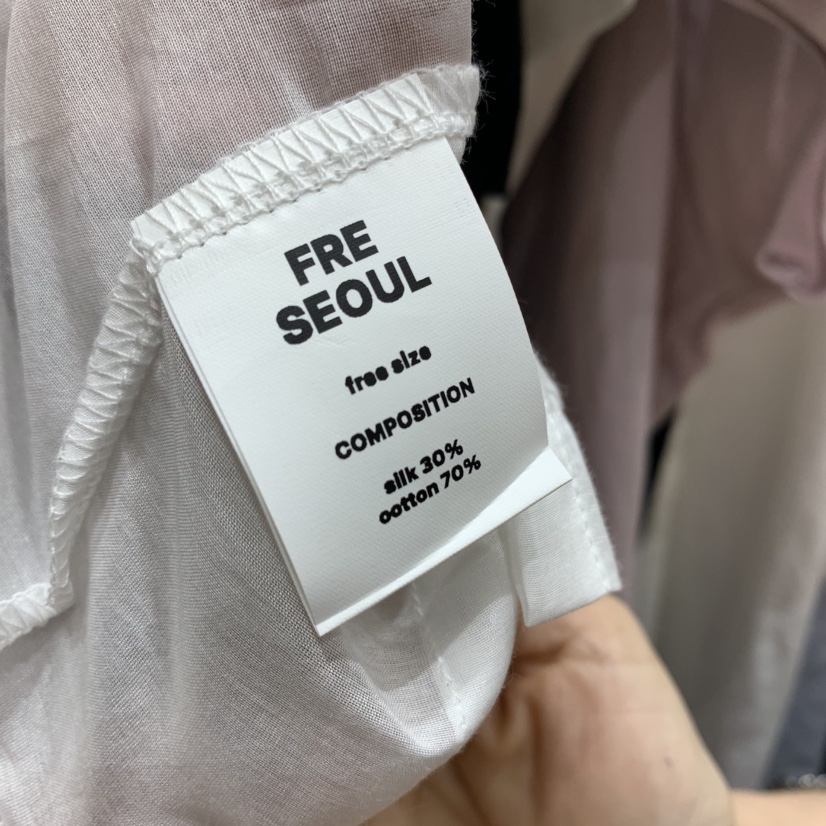 FRE
SEOUL
free size
COMPOSITION
silk 30%
cotton 70%